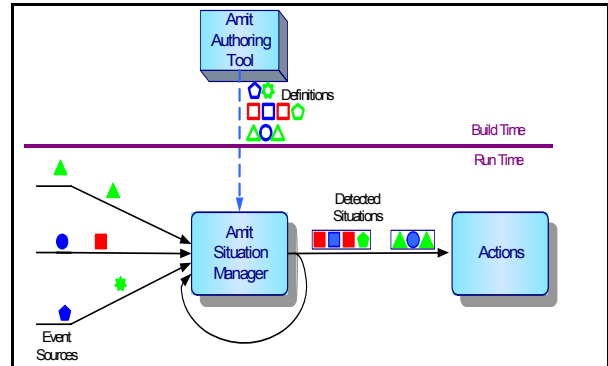 Amit
Authoring
Tool
Definitions
Build Time
Run Time
Detected
Situations
Amit
Situation
Manager
Actions
Event
Sources